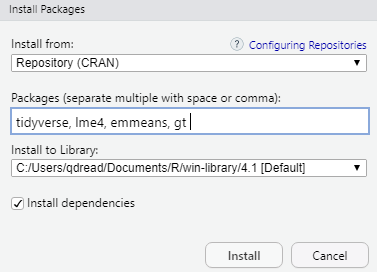 Install Packages
Install from: ? Configuring Repositories
Repository (CRAN)
Packages (separate multiple with space or comma):
tidyverse, lme4, emmeans, gt
Install to Library:
C:/Users/qdread/Documents/R/win-library/4.1 [Default]
Install dependencies
Install Cancel